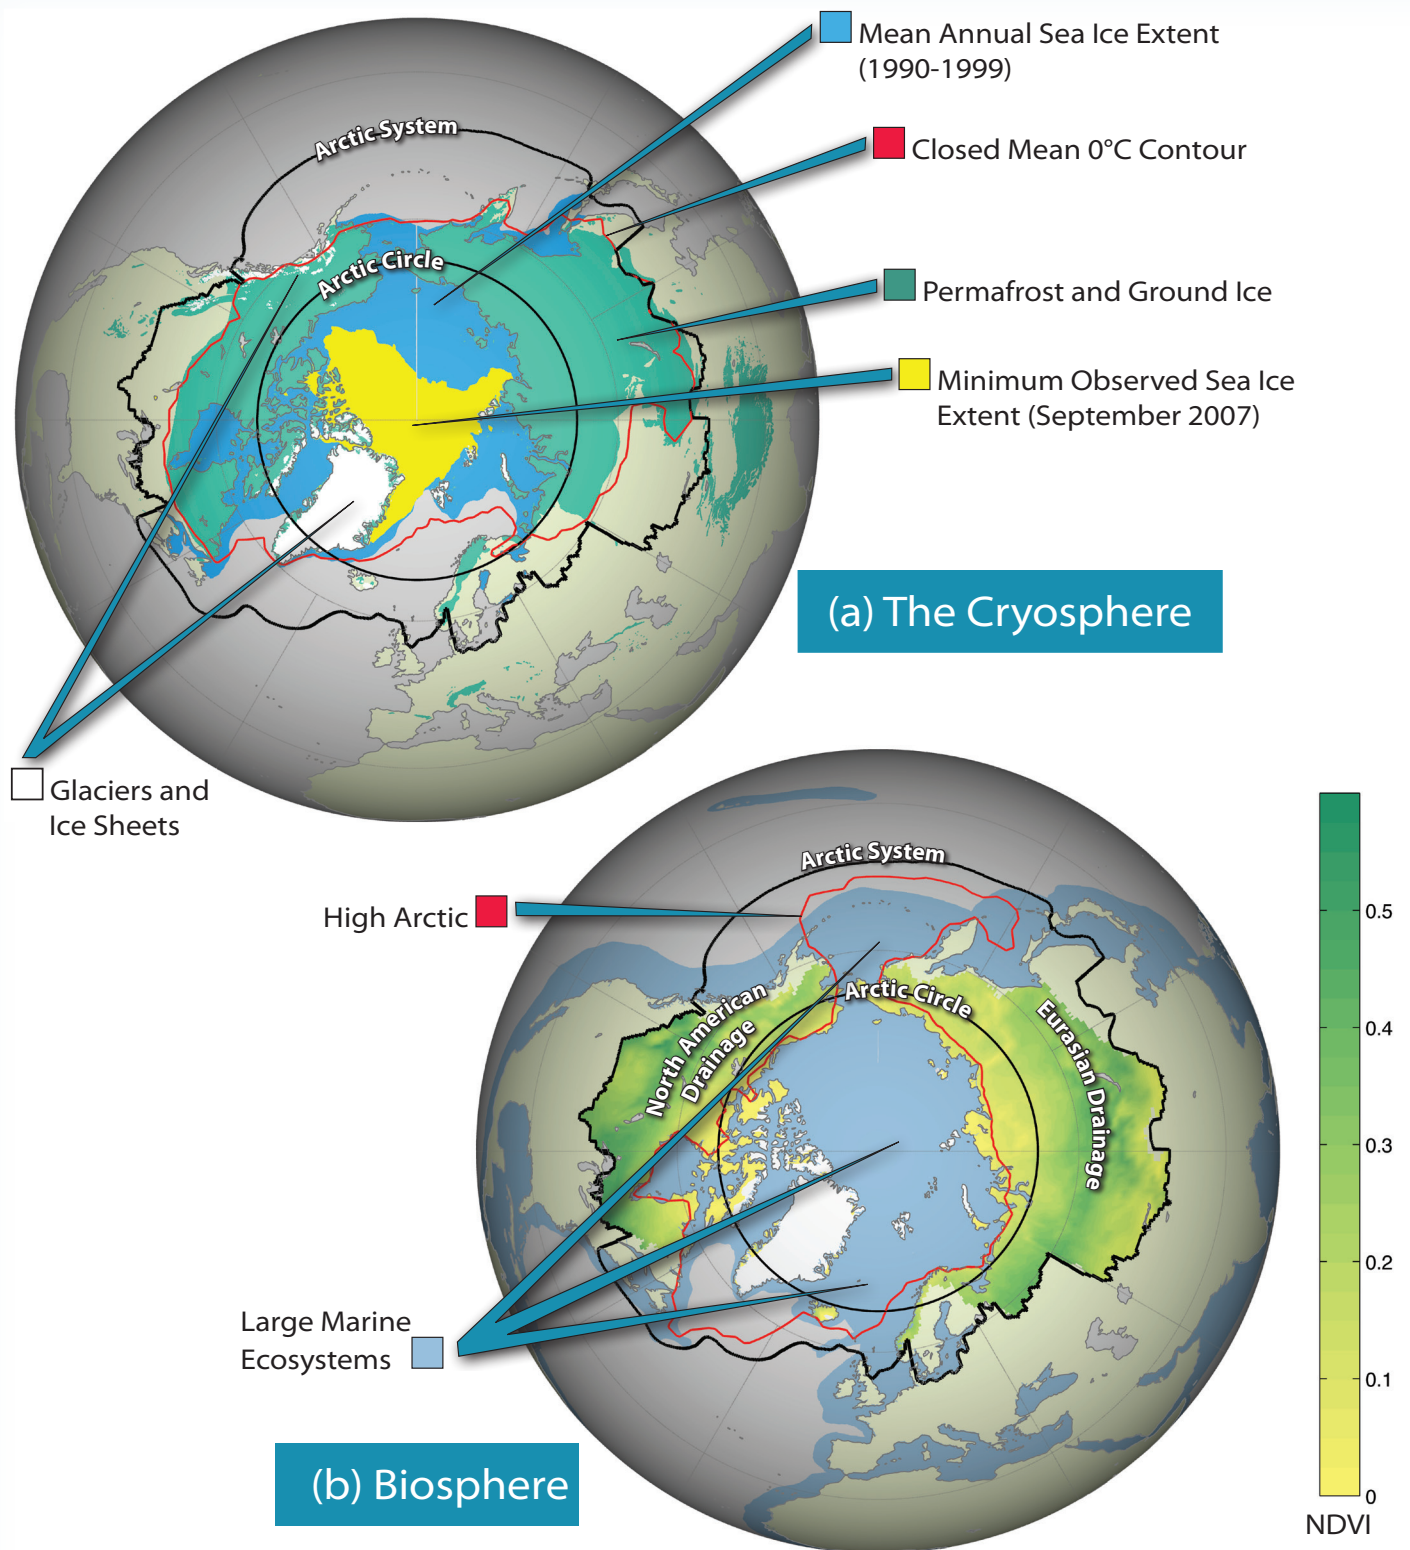 Mean Annual Sea Ice Extent
(1990-1999)
Arctic System
Closed Mean 0°C Contour
Arctic Circle
Permafrost and Ground Ice
Minimum Observed Sea Ice
Extent (September 2007)
(a) The Cryosphere
Glaciers and
Ice Sheets
Arctic System
High Arctic
0.5
Arctic Circle
North American
Drainage
Eurasian Drainage
0.4
0.3
0.2
Large Marine
Ecosystems
0.1
(b) Biosphere
0
NDVI